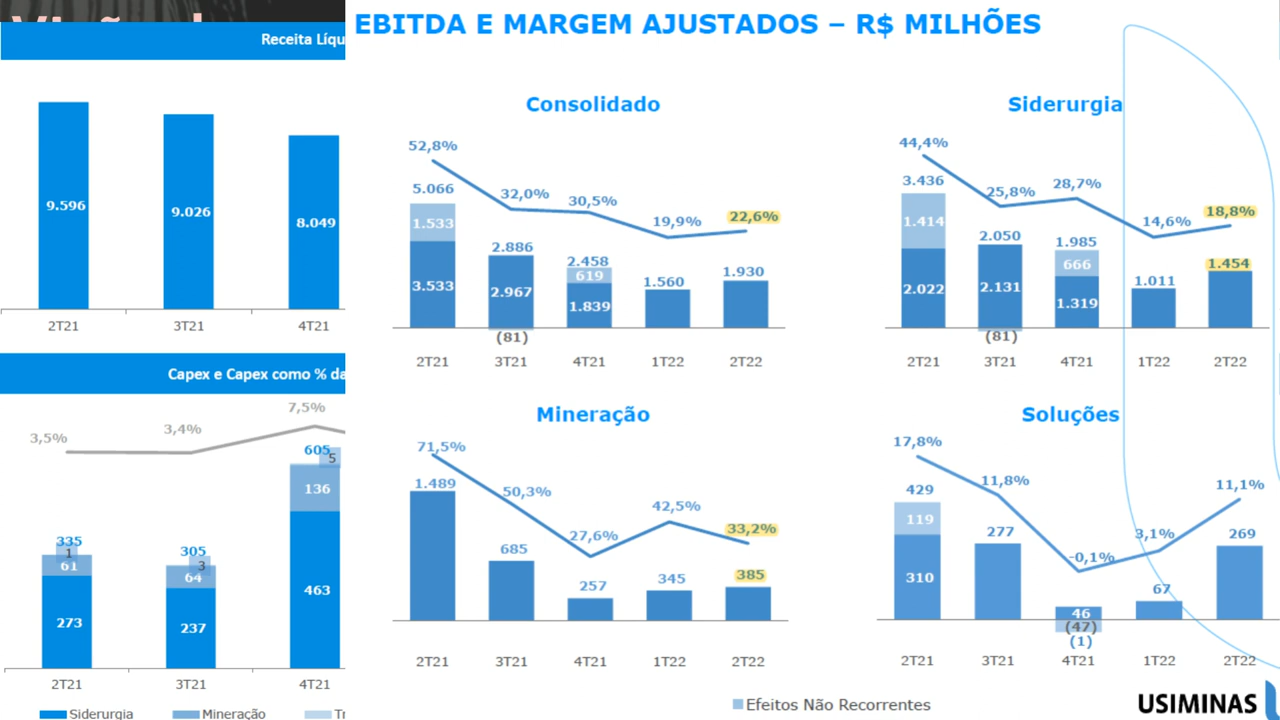 EBITDA E MARGEM AJUSTADOS – R$ MILHÕES
Receita Líqu
9.596
9.026
8.049
2T21
3T21
4T21
Capex e Capex como % da
3,5%
3,4%
7,5%
335
1
61
273
305
3
64
237
605
5
136
463
2T21
3T21
4T21
Siderurgia
Mineração
Tr
Consolidado
52,8%
32,0%
30,5%
19,9%
22,6%
5.066
1.533
3.533
2.886
2.967
(81)
2.458
619
1.839
1.560
1.930
2T21
3T21
4T21
1T22
2T22
Siderurgia
44,4%
25,8%
28,7%
14,6%
18,8%
3.436
1.414
2.022
2.050
2.131
(81)
1.985
666
1.319
1.011
1.454
2T21
3T21
4T21
1T22
2T22
Mineração
71,5%
50,3%
27,6%
42,5%
33,2%
1.489
685
257
345
385
2T21
3T21
4T21
1T22
2T22
Soluções
17,8%
11,8%
-0,1%
3,1%
11,1%
429
119
310
277
46
(47)
(1)
67
269
2T21
3T21
4T21
1T22
2T22
Efeitos Não Recorrentes
USIMINAS